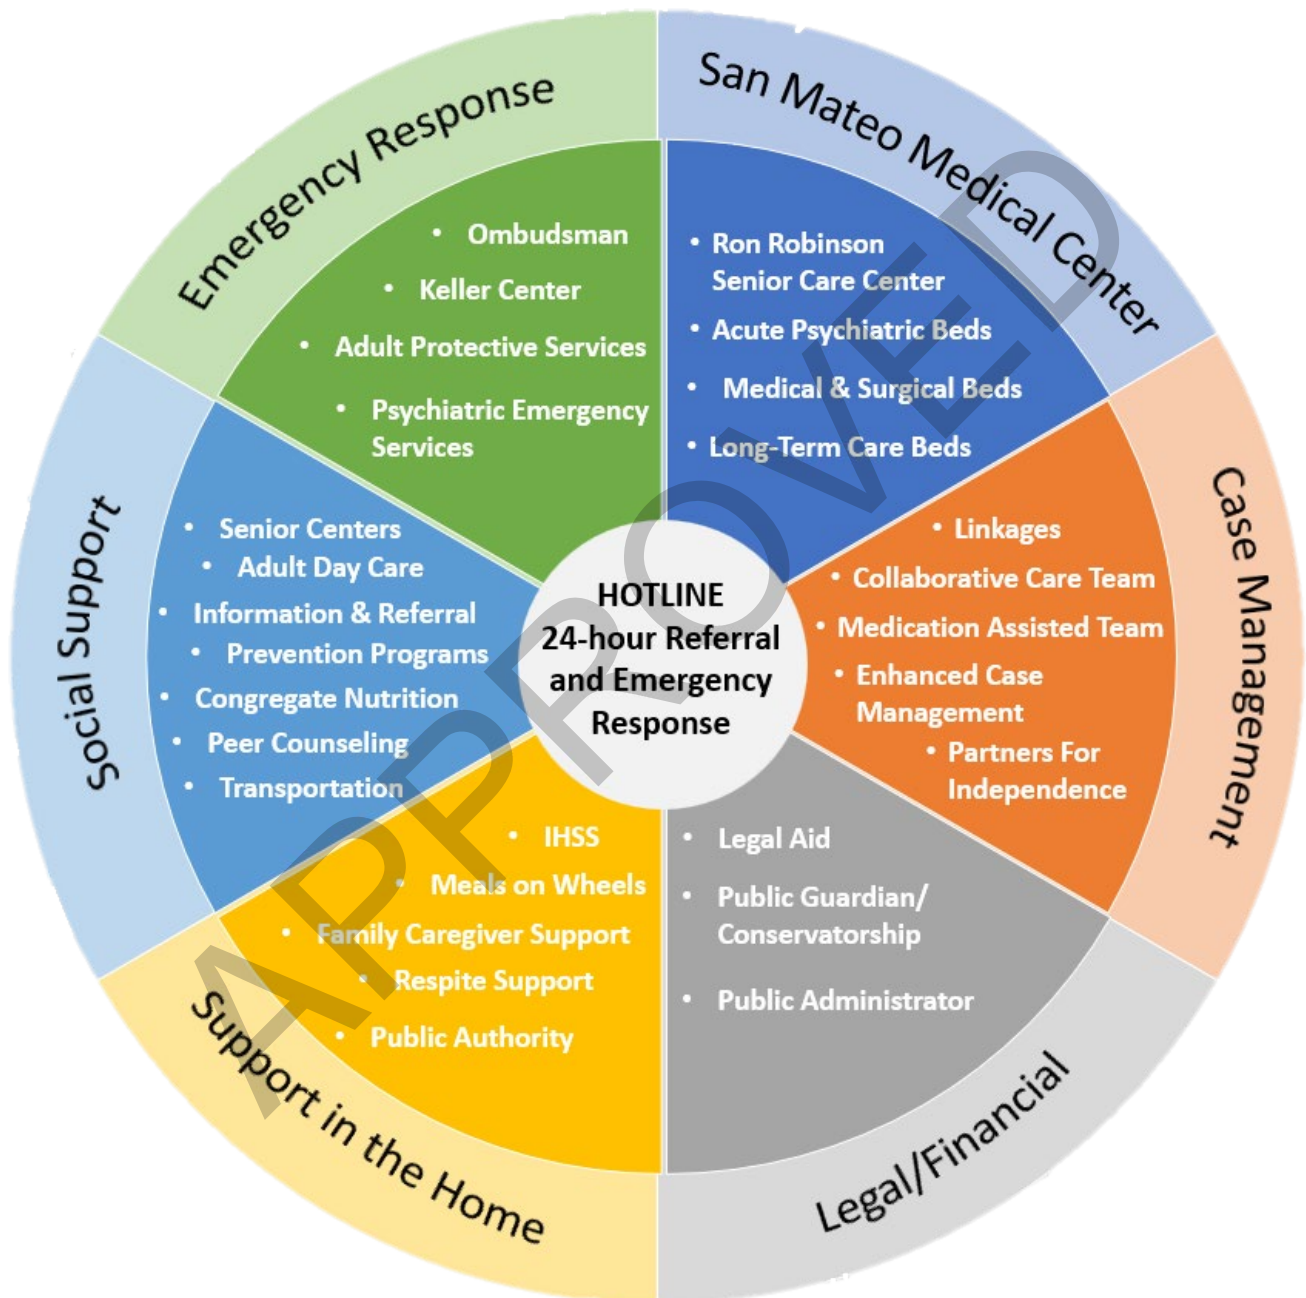 Emergency Response
• Ombudsman
• Keller Center
• Adult Protective Services
• Psychiatric Emergency
Services
San Mateo Medical Center
• Ron Robinson
Senior Care Center
• Acute Psychiatric Beds
• Medical & Surgical Beds
• Long-Term Care Beds
Case Management
• Linkages
• Collaborative Care Team
• Medication Assisted Team
• Enhanced Case
Management
• Partners For
Independence
Legal/Financial
• Legal Aid
• Public Guardian/
Conservatorship
• Public Administrator
Support in the Home
• IHSS
• Meals on Wheels
• Family Caregiver Support
• Respite Support
• Public Authority
Social Support
• Senior Centers
• Adult Day Care
• Information & Referral
• Prevention Programs
• Congregate Nutrition
• Peer Counseling
• Transportation
HOTLINE
24-hour Referral
and Emergency
Response
APPROVED